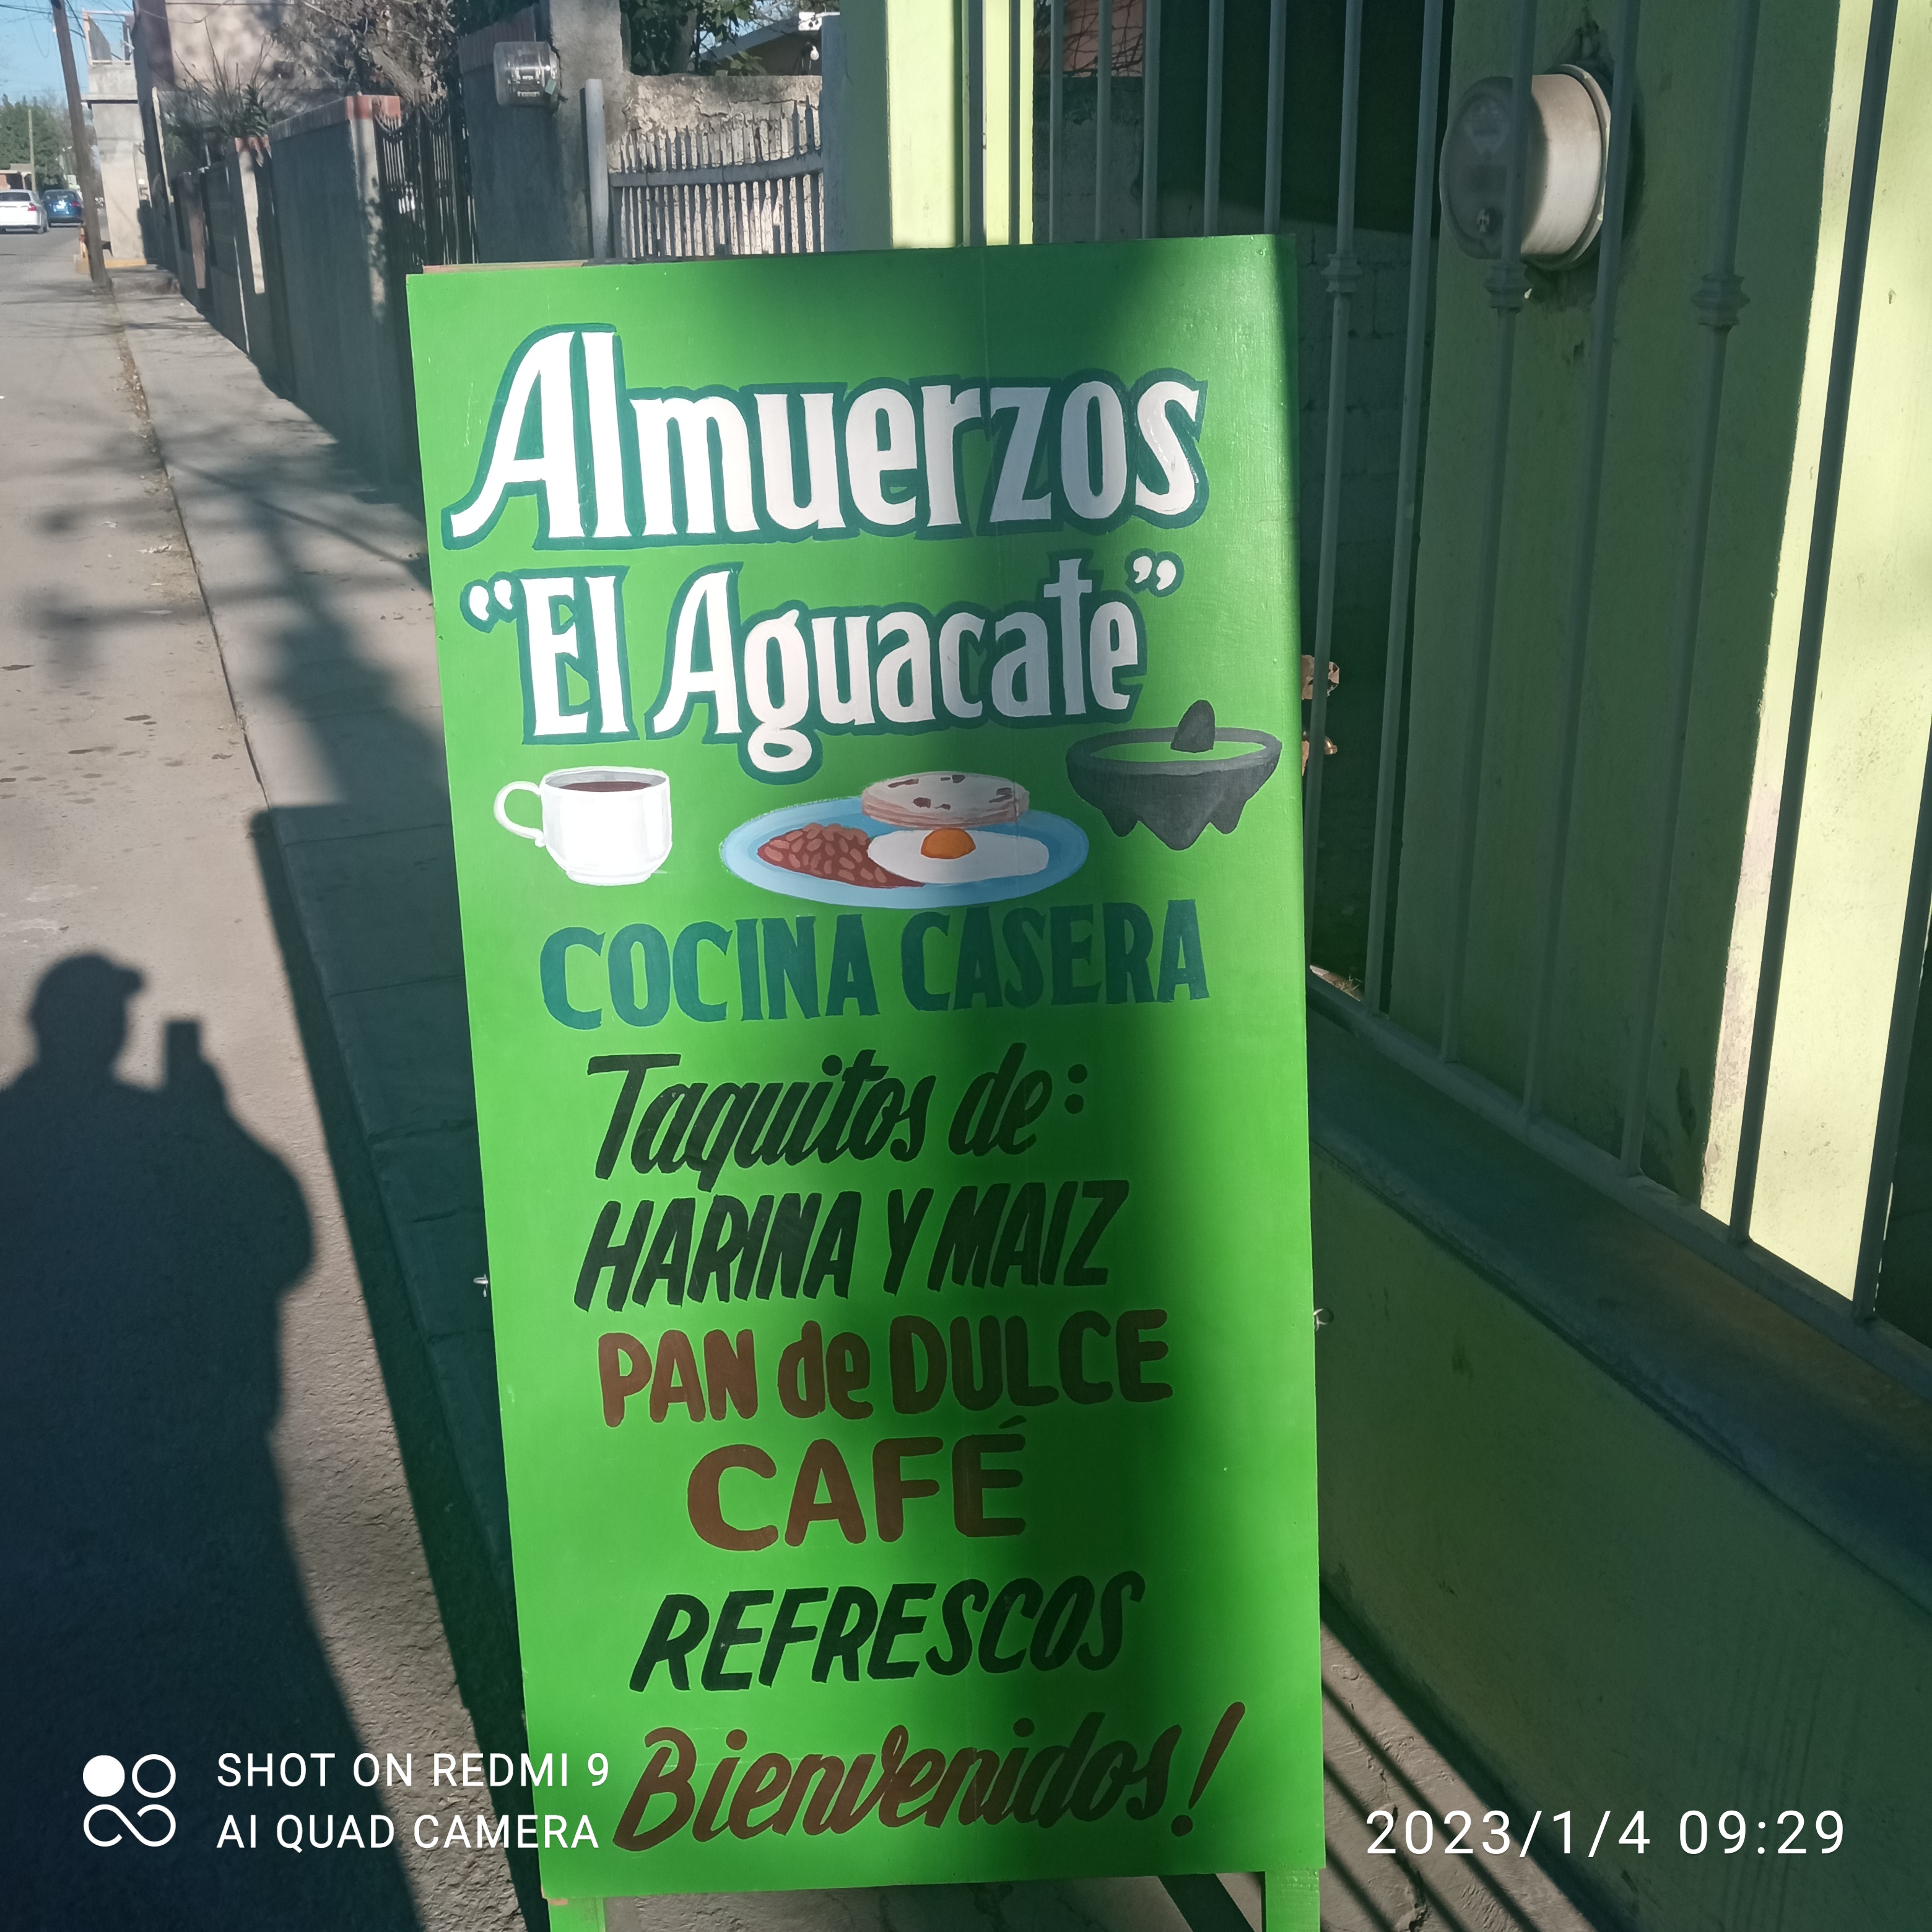 Almuerzos
“El Aguacate”
COCINA CASERA
Taquitos de:
HARINA Y MAIZ
PAN de DULCE
CAFÉ
REFRESCOS
Bienvenidos!
SHOT ON REDMI 9
AI QUAD CAMERA
2023/1/4 09:29